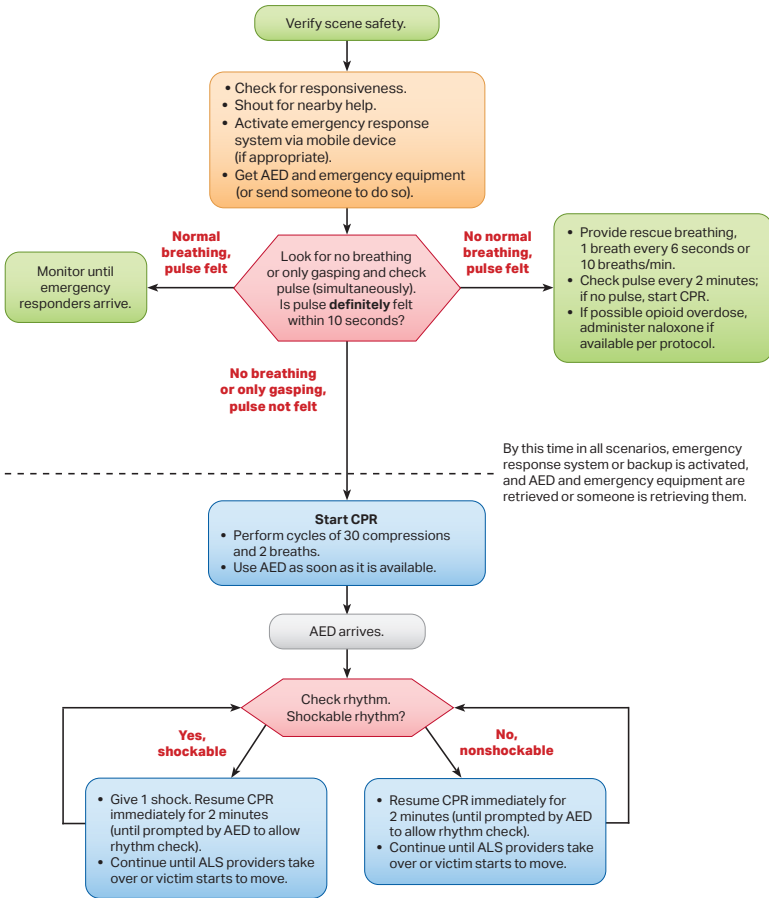 Verify scene safety.
• Check for responsiveness.
• Shout for nearby help.
• Activate emergency response
system via mobile device
(if appropriate).
• Get AED and emergency equipment
(or send someone to do so).
Normal
breathing,
pulse felt
Monitor until
emergency
responders arrive.
Look for no breathing
or only gasping and check
pulse (simultaneously).
Is pulse definitely felt
within 10 seconds?
No normal
breathing,
pulse felt
• Provide rescue breathing,
1 breath every 6 seconds or
10 breaths/min.
• Check pulse every 2 minutes;
if no pulse, start CPR.
• If possible opioid overdose,
administer naloxone if
available per protocol.
No breathing
or only gasping,
pulse not felt
By this time in all scenarios, emergency
response system or backup is activated,
and AED and emergency equipment are
retrieved or someone is retrieving them.
Start CPR
• Perform cycles of 30 compressions
and 2 breaths.
• Use AED as soon as it is available.
AED arrives.
Check rhythm.
Shockable rhythm?
Yes,
shockable
No,
nonshockable
• Give 1 shock. Resume CPR
immediately for 2 minutes
(until prompted by AED to allow
rhythm check).
• Continue until ALS providers take
over or victim starts to move.
• Resume CPR immediately for
2 minutes (until prompted by AED
to allow rhythm check).
• Continue until ALS providers take
over or victim starts to move.